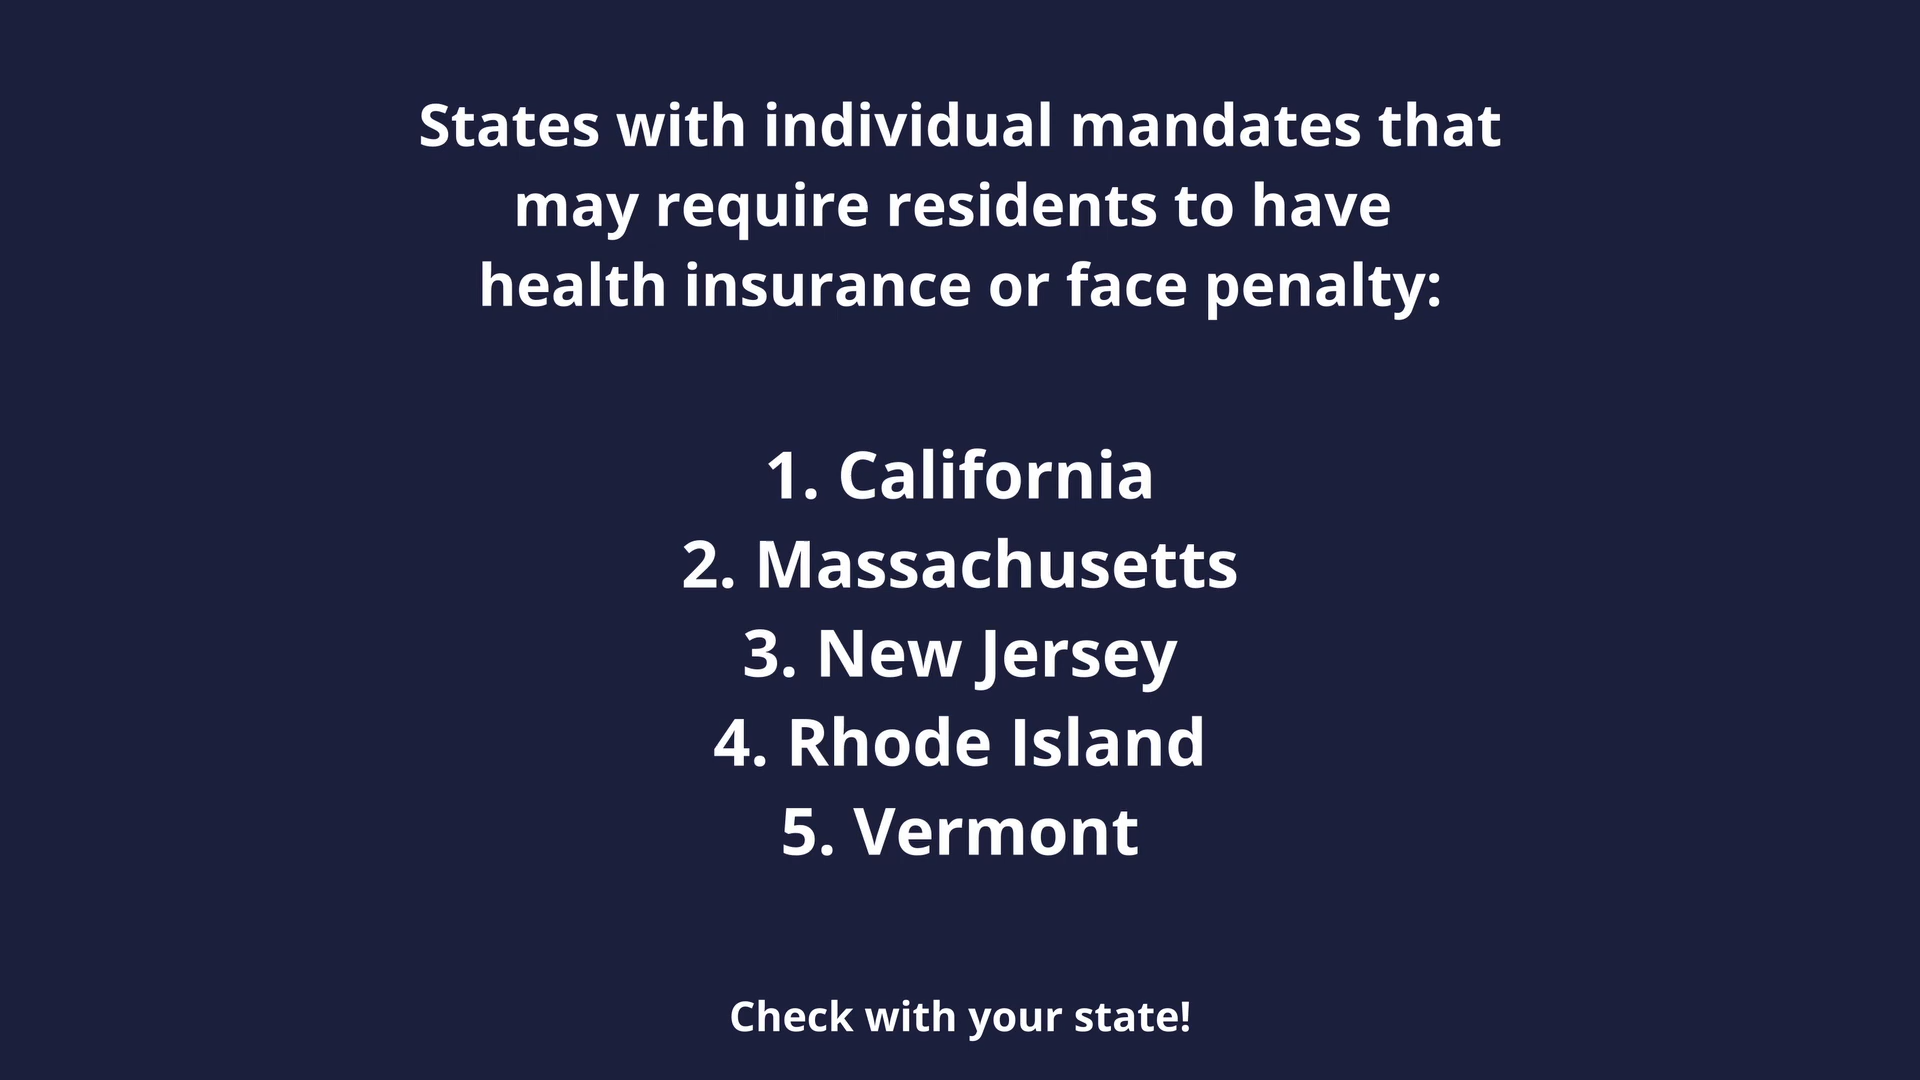 States with individual mandates that
may require residents to have
health insurance or face penalty:
1. California
2. Massachusetts
3. New Jersey
4. Rhode Island
5. Vermont
Check with your state!